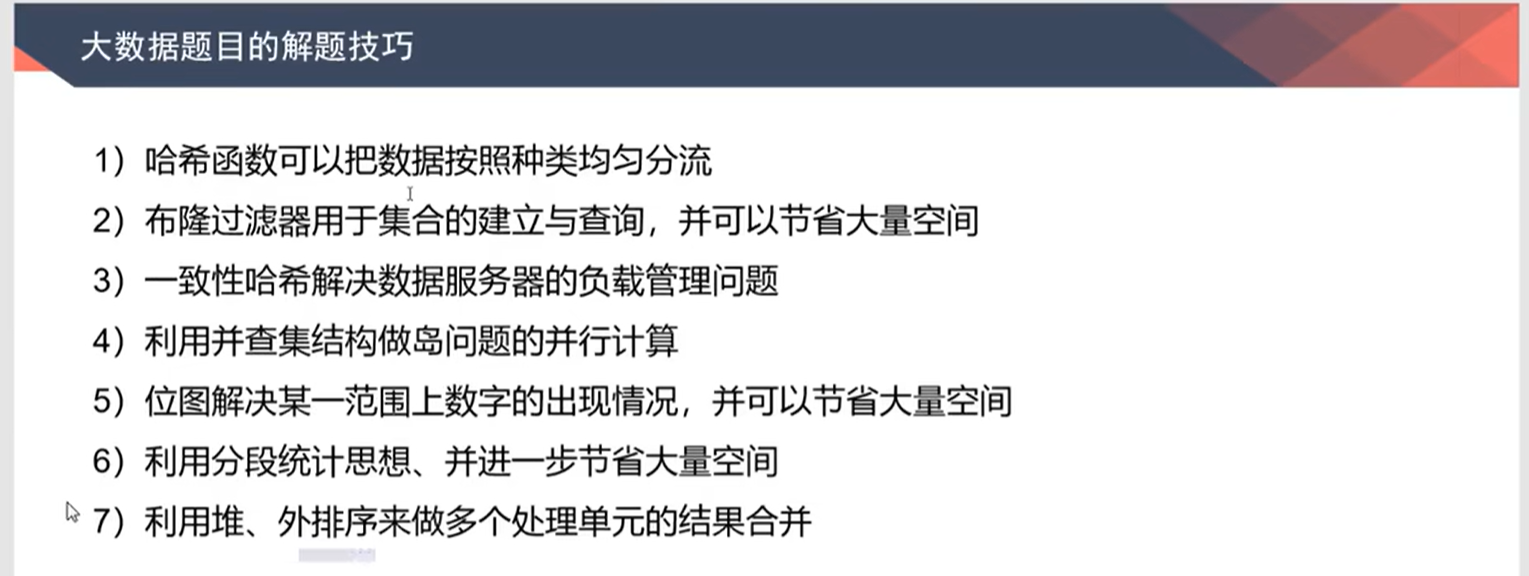 大数据题目的解题技巧
1）哈希函数可以把数据按照种类均匀分流
2）布隆过滤器用于集合的建立与查询，并可以节省大量空间
3）一致性哈希解决数据服务器的负载管理问题
4）利用并查集结构做岛问题的并行计算
5）位图解决某一范围上数字的出现情况，并可以节省大量空间
6）利用分段统计思想、并进一步节省大量空间
7）利用堆、外排序来做多个处理单元的结果合并